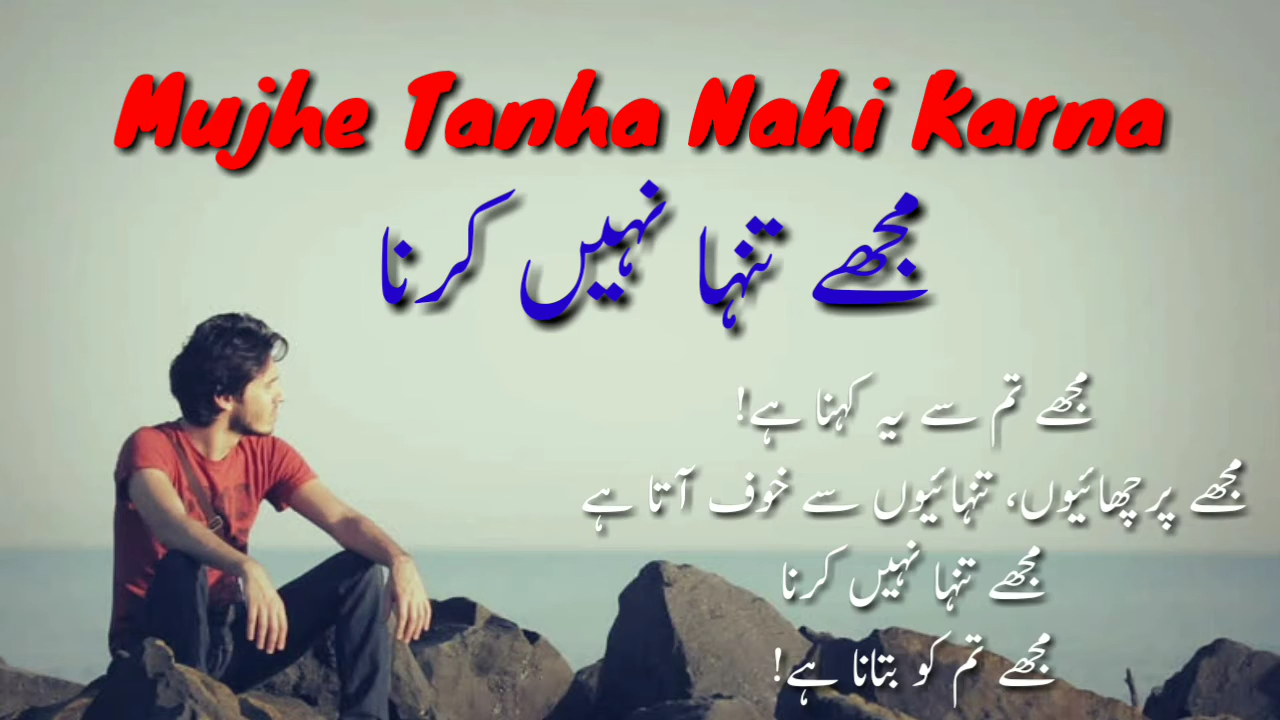 Mujhe Tanha Nahi Karna
مجھے تنہا نہیں کرنا
مجھے تم سے یہ کہنا ہے!
مجھے پرچھائیوں، تنہائیوں سے خوف آتا ہے
مجھے تنہا نہیں کرنا
مجھے تم کو بتانا ہے!